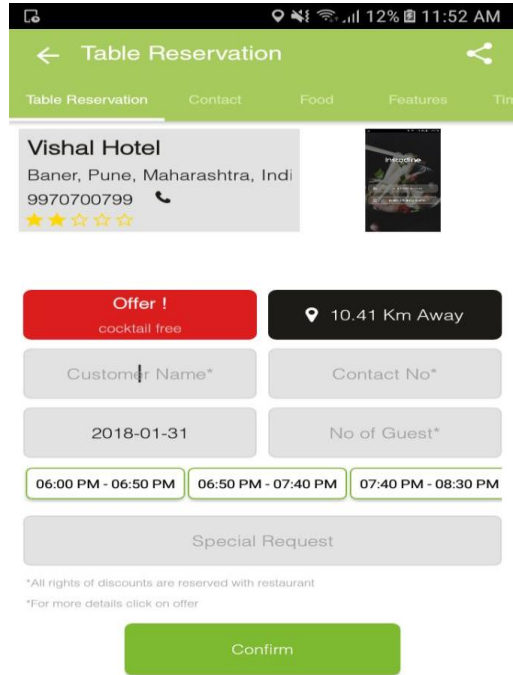 12% 11:52 AM
Table Reservation
Table Reservation Contact Food Features Tim
Vishal Hotel
Baner, Pune, Maharashtra, Indi
9970700799
Instadine
Offer !
cocktail free
10.41 Km Away
Customer Name*
Contact No*
2018-01-31
No of Guest*
06:00 PM - 06:50 PM 06:50 PM - 07:40 PM 07:40 PM - 08:30 PM
Special Request
*All rights of discounts are reserved with restaurant
*For more details click on offer
Confirm